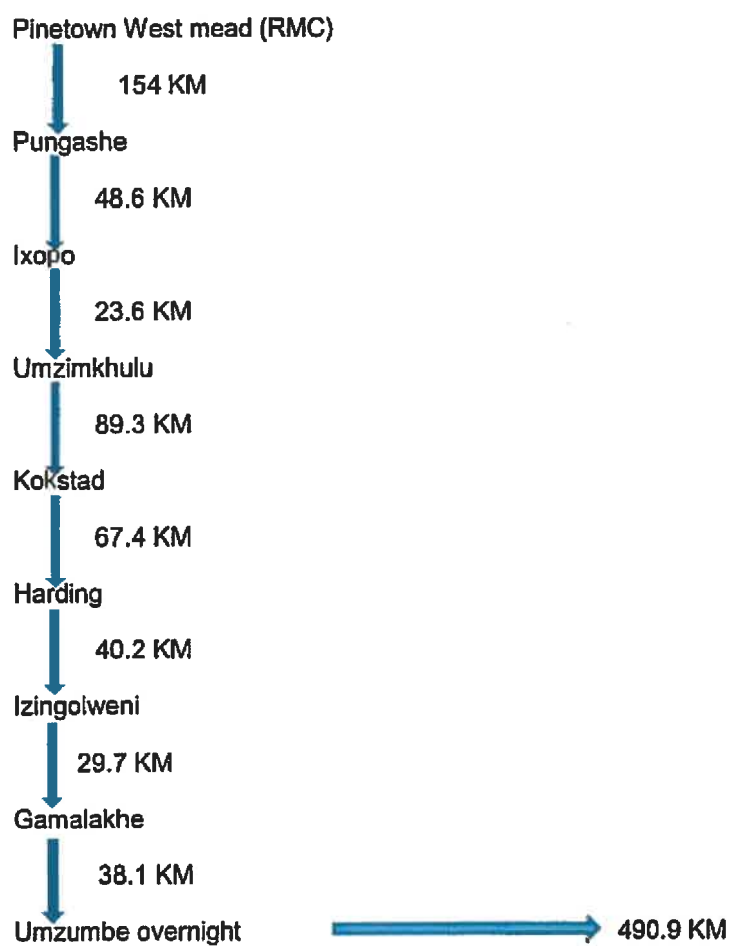 Pinetown West mead (RMC)
154 KM
Pungashe
48.6 KM
Ixopo
23.6 KM
Umzimkhulu
89.3 KM
Kokstad
67.4 KM
Harding
40.2 KM
Izingolweni
29.7 KM
Gamalakhe
38.1 KM
Umzumbe overnight 490.9 KM